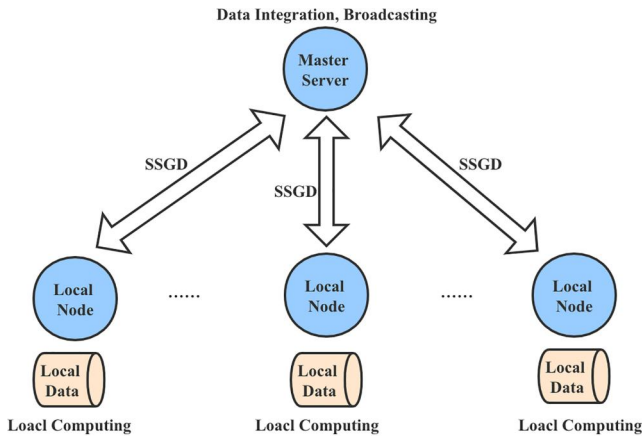 Data Integration, Broadcasting
Master
Server
SSGD
SSGD
SSGD
Local
Node
......
Local
Node
......
Local
Node
Local
Data
Local
Data
Local
Data
Loacl Computing
Loacl Computing
Loacl Computing